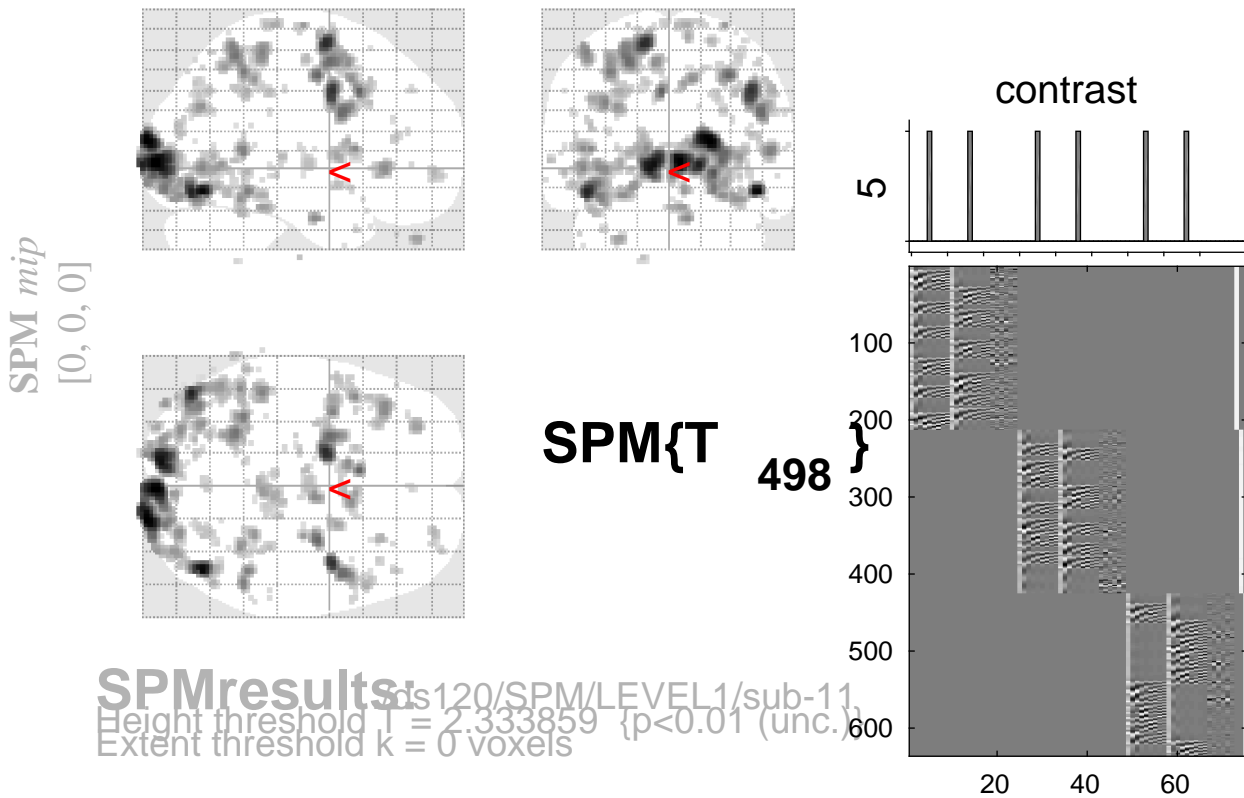 SPM mip
[0, 0, 0]
<
<
<
SPM{T
498
}
contrast
5
100
200
300
400
500
600
20
40
60
SPMresults:
/ds120/SPM/LEVEL1/sub-11
Height threshold T = 2.333859 {p<0.01 (unc.)}
Extent threshold k = 0 voxels